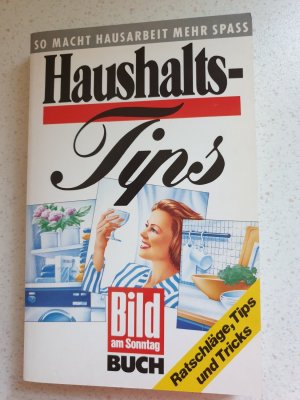 SO MACHT HAUSARBEIT MEHR SPASS
Haushalts-
Tips
Bild
am Sonntag
BUCH
Ratschläge, Tips
und Tricks